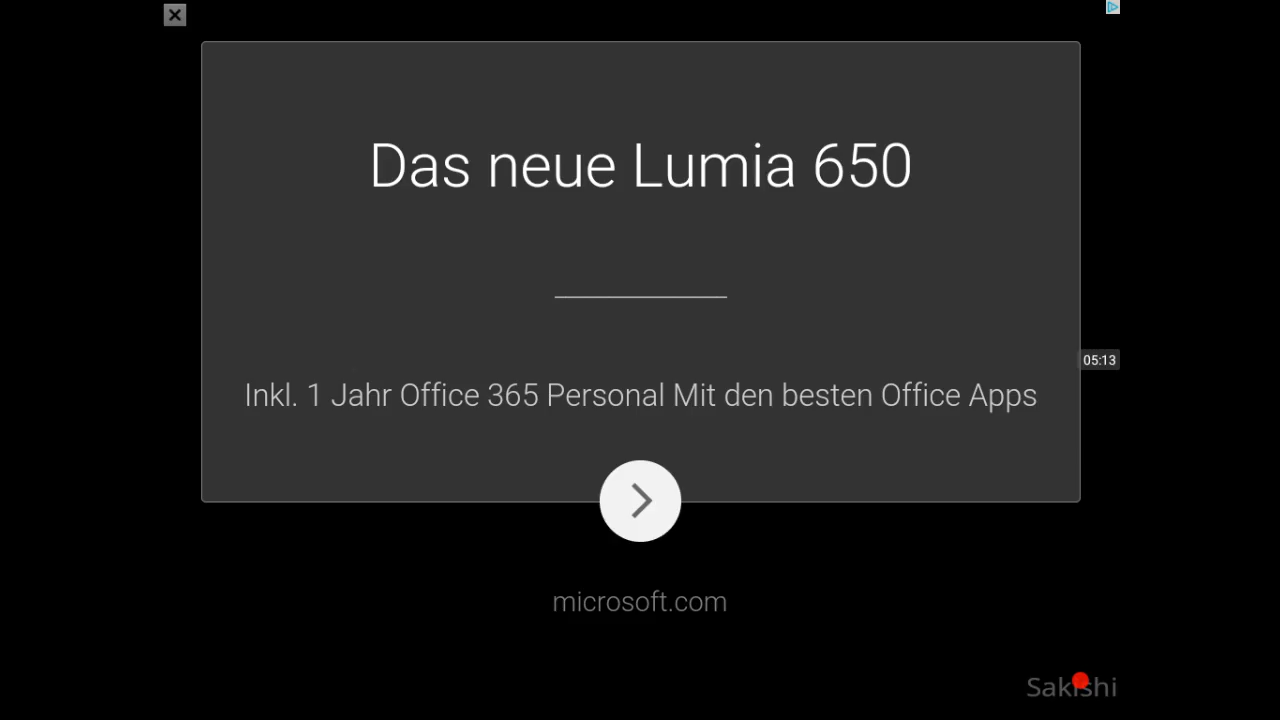 Das neue Lumia 650
05:13
Inkl. 1 Jahr Office 365 Personal Mit den besten Office Apps
microsoft.com
Sakishi